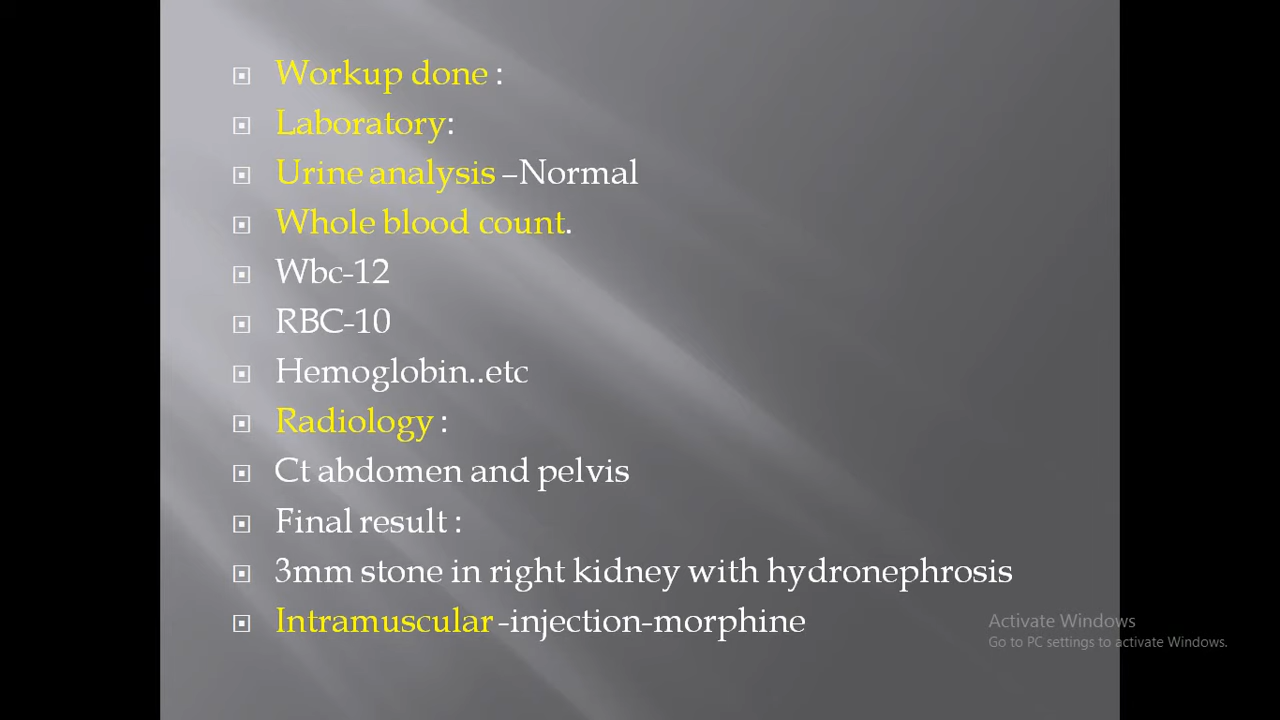 Workup done :
Laboratory:
Urine analysis –Normal
Whole blood count.
Wbc-12
RBC-10
Hemoglobin..etc
Radiology :
Ct abdomen and pelvis
Final result :
3mm stone in right kidney with hydronephrosis
Intramuscular -injection-morphine
Activate Windows
Go to PC settings to activate Windows.